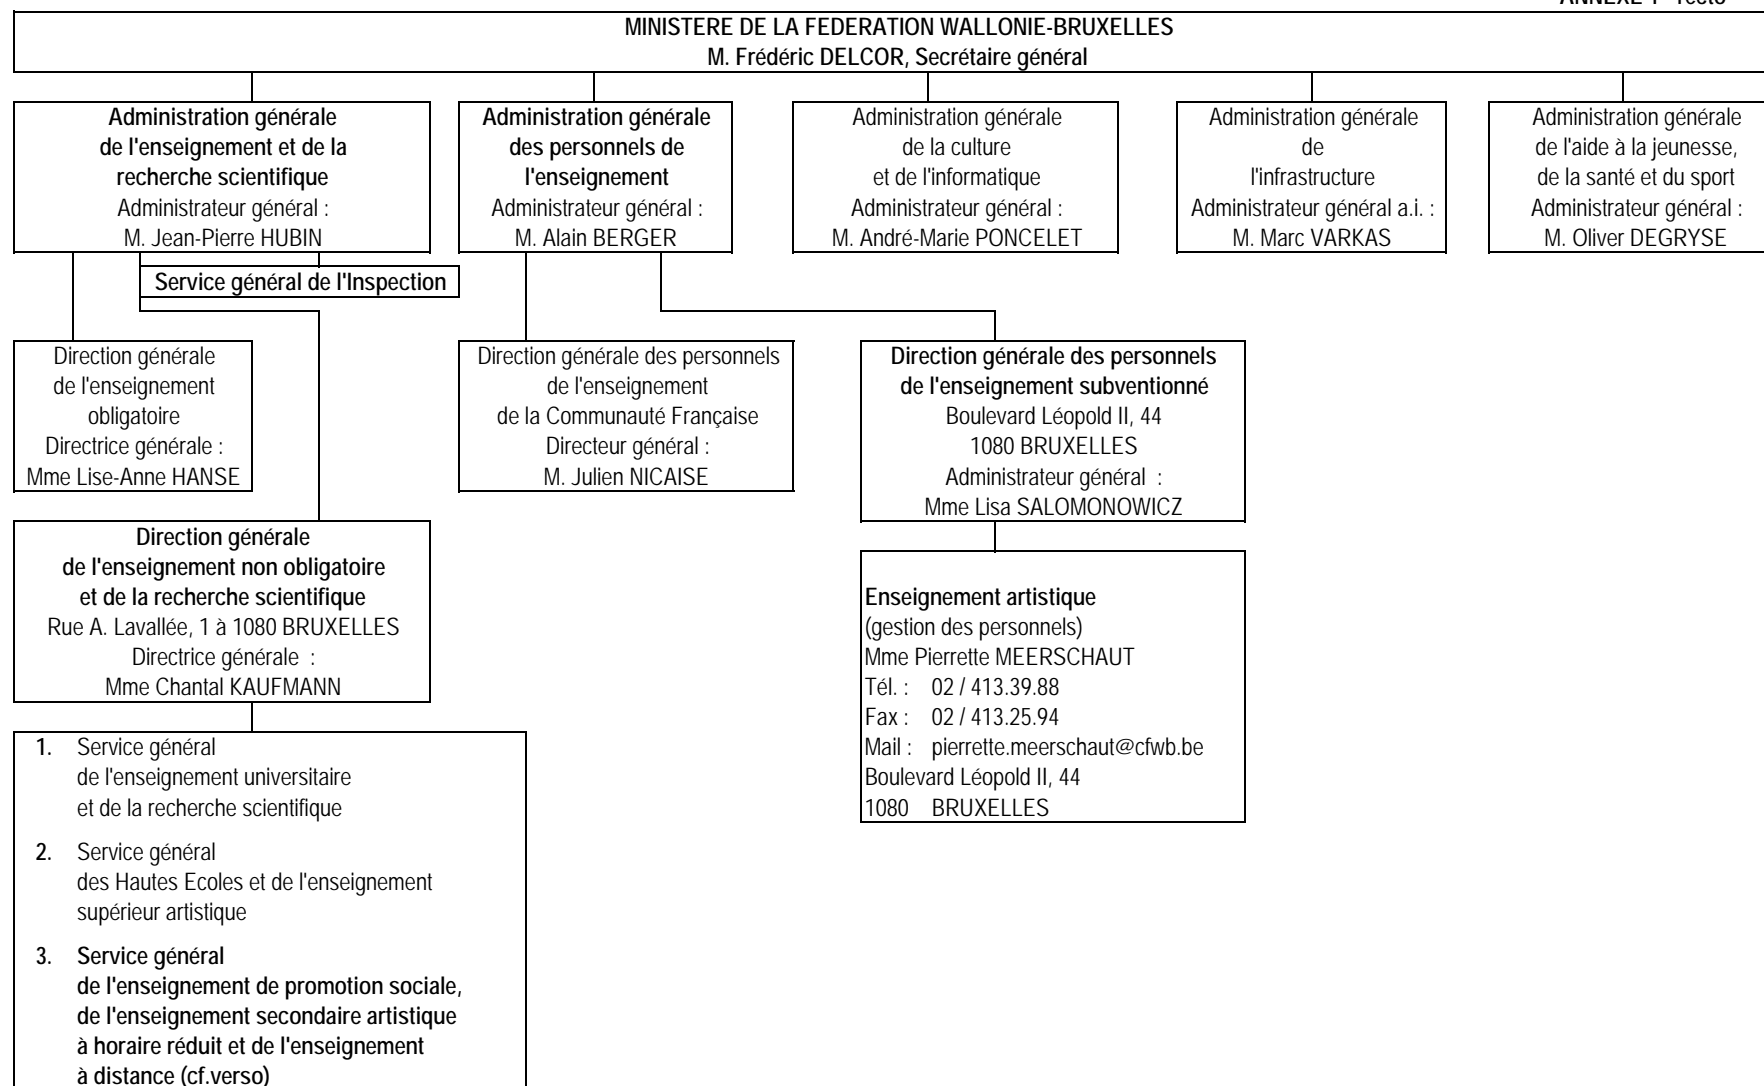 ANNEXE 1 Recto
MINISTERE DE LA FEDERATION WALLONIE-BRUXELLES
M. Frédéric DELCOR, Secrétaire général
Administration générale
de l'enseignement et de la
recherche scientifique
Administrateur général :
M. Jean-Pierre HUBIN
Administration générale
des personnels de
l'enseignement
Administrateur général :
M. Alain BERGER
Administration générale
de la culture
et de l'informatique
Administrateur général :
M. André-Marie PONCELET
Administration générale
de
l'infrastructure
Administrateur général a.i. :
M. Marc VARKAS
Administration générale
de l'aide à la jeunesse,
de la santé et du sport
Administrateur général :
M. Oliver DEGRYSE
Service général de l'Inspection
Direction générale
de l'enseignement
obligatoire
Directrice générale :
Mme Lise-Anne HANSE
Direction générale des personnels
de l'enseignement
de la Communauté Française
Directeur général :
M. Julien NICAISE
Direction générale des personnels
de l'enseignement subventionné
Boulevard Léopold II, 44
1080 BRUXELLES
Administrateur général :
Mme Lisa SALOMONOWICZ
Direction générale
de l'enseignement non obligatoire
et de la recherche scientifique
Rue A. Lavallée, 1 à 1080 BRUXELLES
Directrice générale :
Mme Chantal KAUFMANN
Enseignement artistique
(gestion des personnels)
Mme Pierrette MEERSCHAUT
Tél. : 02 / 413.39.88
Fax : 02 / 413.25.94
Mail : pierrette.meerschaut@cfwb.be
Boulevard Léopold II, 44
1080 BRUXELLES
1. Service général
de l'enseignement universitaire
et de la recherche scientifique
2. Service général
des Hautes Ecoles et de l'enseignement
supérieur artistique
3. Service général
de l'enseignement de promotion sociale,
de l'enseignement secondaire artistique
à horaire réduit et de l'enseignement
à distance (cf.verso)